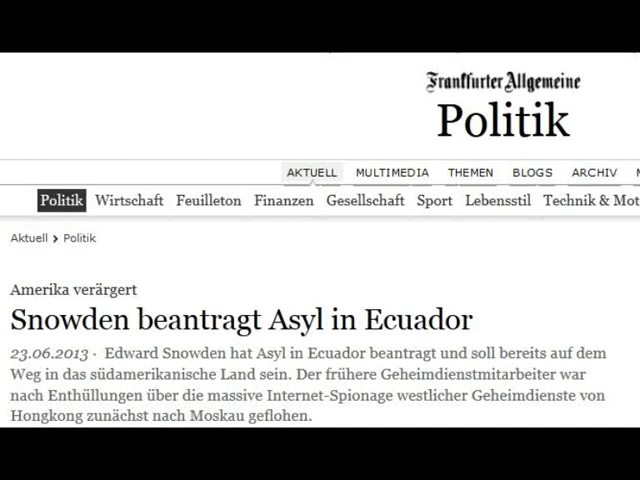 Frankfurter Allgemeine
Politik
AKTUELL MULTIMEDIA THEMEN BLOGS ARCHIV
Politik Wirtschaft Feuilleton Finanzen Gesellschaft Sport Lebensstil Technik & Mot
Aktuell › Politik
Amerika verärgert
Snowden beantragt Asyl in Ecuador
23.06.2013 · Edward Snowden hat Asyl in Ecuador beantragt und soll bereits auf dem
Weg in das südamerikanische Land sein. Der frühere Geheimdienstmitarbeiter war
nach Enthüllungen über die massive Internet-Spionage westlicher Geheimdienste von
Hongkong zunächst nach Moskau geflohen.